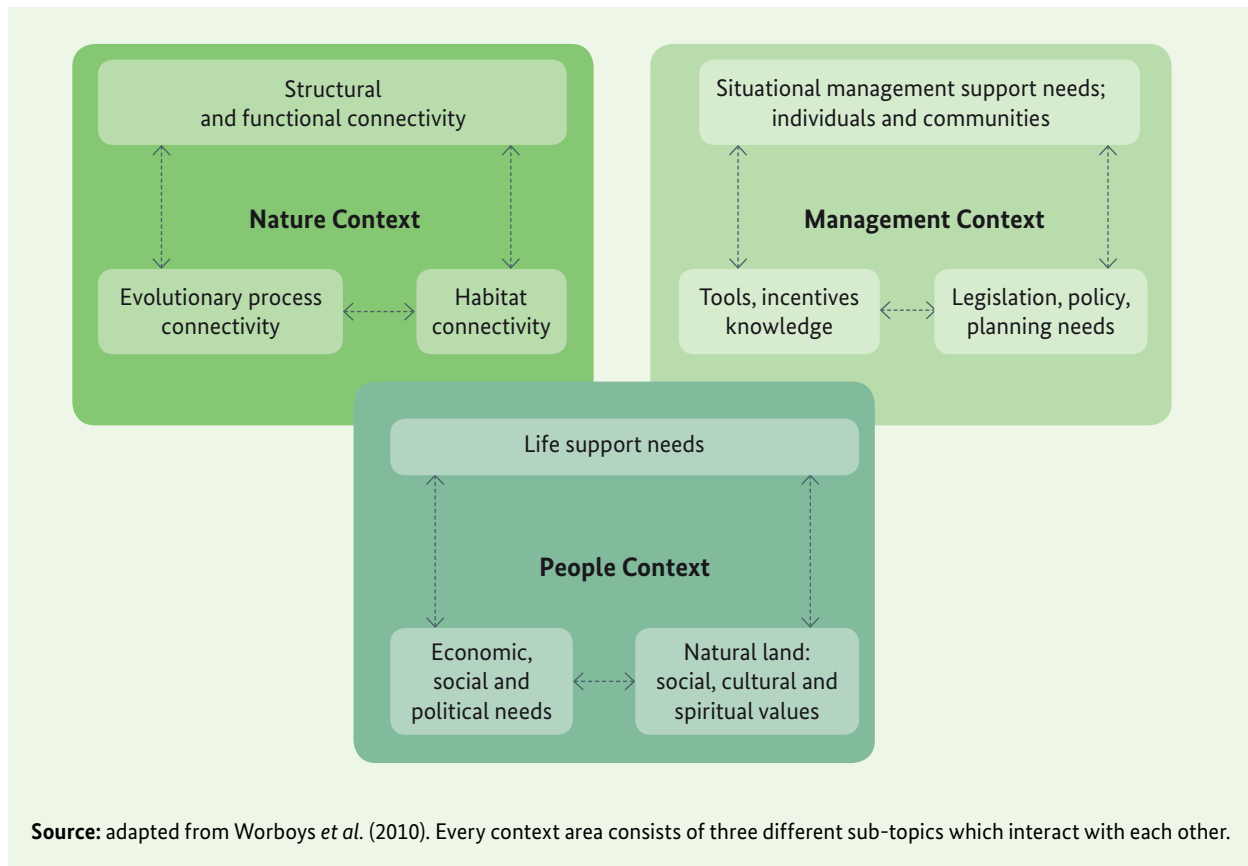 Structural
and functional connectivity
Nature Context
Evolutionary process
connectivity
Habitat
connectivity
Situational management support needs;
individuals and communities
Management Context
Tools, incentives
knowledge
Legislation, policy,
planning needs
Life support needs
People Context
Economic,
social and
political needs
Natural land:
social, cultural and
spiritual values
Source: adapted from Worboys et al. (2010). Every context area consists of three different sub-topics which interact with each other.